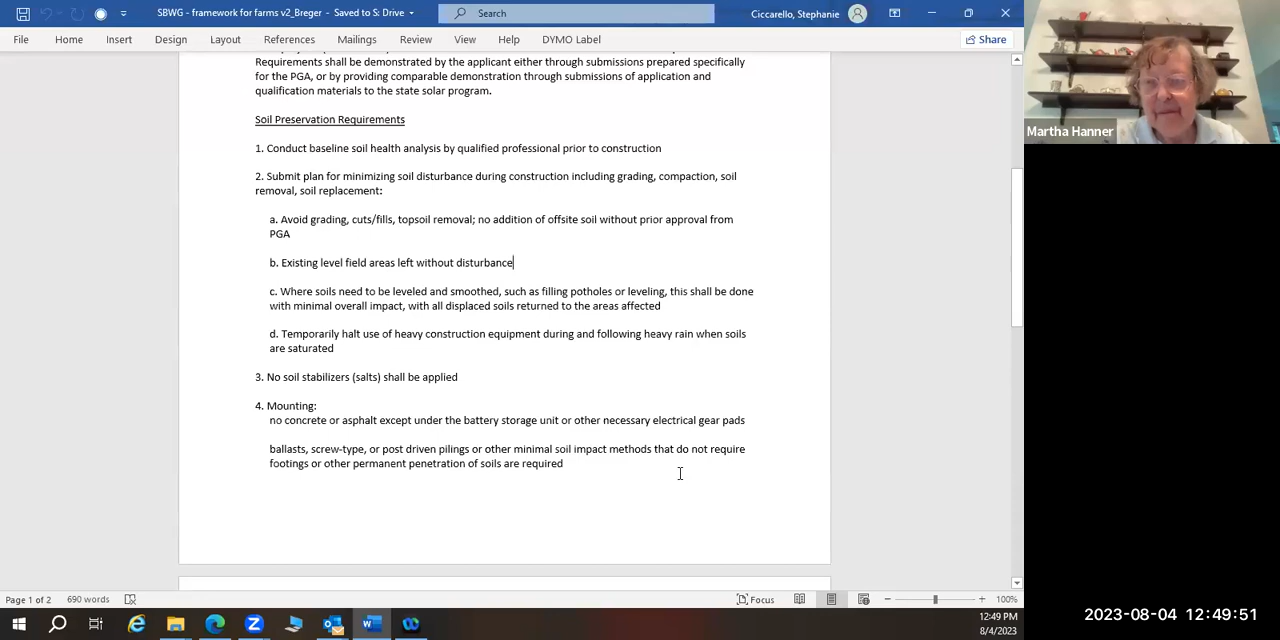 SBWG - framework for farms v2_Breger - Saved to S: Drive
Search
Ciccarello, Stephanie
File Home Insert Design Layout References Mailings Review View Help DYMO Label
Share
Requirements shall be demonstrated by the applicant either through submissions prepared specifically
for the PGA, or by providing comparable demonstration through submissions of application and
qualification materials to the state solar program.
Soil Preservation Requirements
1. Conduct baseline soil health analysis by qualified professional prior to construction
2. Submit plan for minimizing soil disturbance during construction including grading, compaction, soil
removal, soil replacement:
a. Avoid grading, cuts/fills, topsoil removal; no addition of offsite soil without prior approval from
PGA
b. Existing level field areas left without disturbance
c. Where soils need to be leveled and smoothed, such as filling potholes or leveling, this shall be done
with minimal overall impact, with all displaced soils returned to the areas affected
d. Temporarily halt use of heavy construction equipment during and following heavy rain when soils
are saturated
3. No soil stabilizers (salts) shall be applied
4. Mounting:
no concrete or asphalt except under the battery storage unit or other necessary electrical gear pads
ballasts, screw-type, or post driven pilings or other minimal soil impact methods that do not require
footings or other permanent penetration of soils are required
Page 1 of 2 690 words
Focus
100%
12:49 PM
8/4/2023
Martha Hanner
2023-08-04 12:49:51